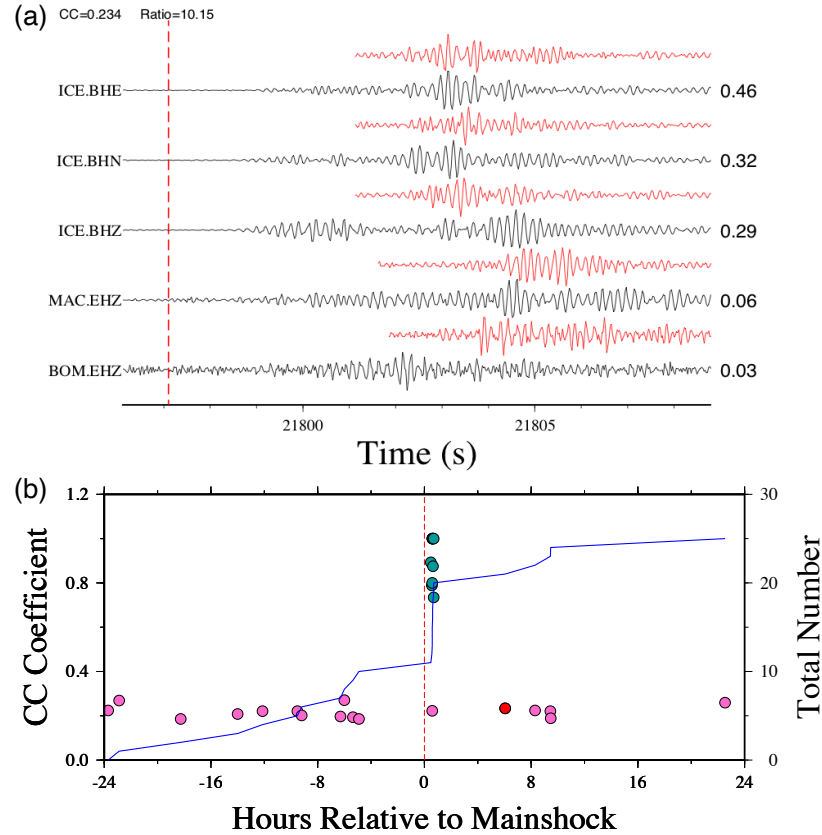 (a) CC=0.234 Ratio=10.15
ICE.BHE 0.46
ICE.BHN 0.32
ICE.BHZ 0.29
MAC.EHZ 0.06
BOM.EHZ 0.03
21800 21805
Time (s)
(b)
CC Coefficient
1.2
0.8
0.4
0.0
30
20
10
0
Total Number
-24 -16 -8 0 8 16 24
Hours Relative to Mainshock